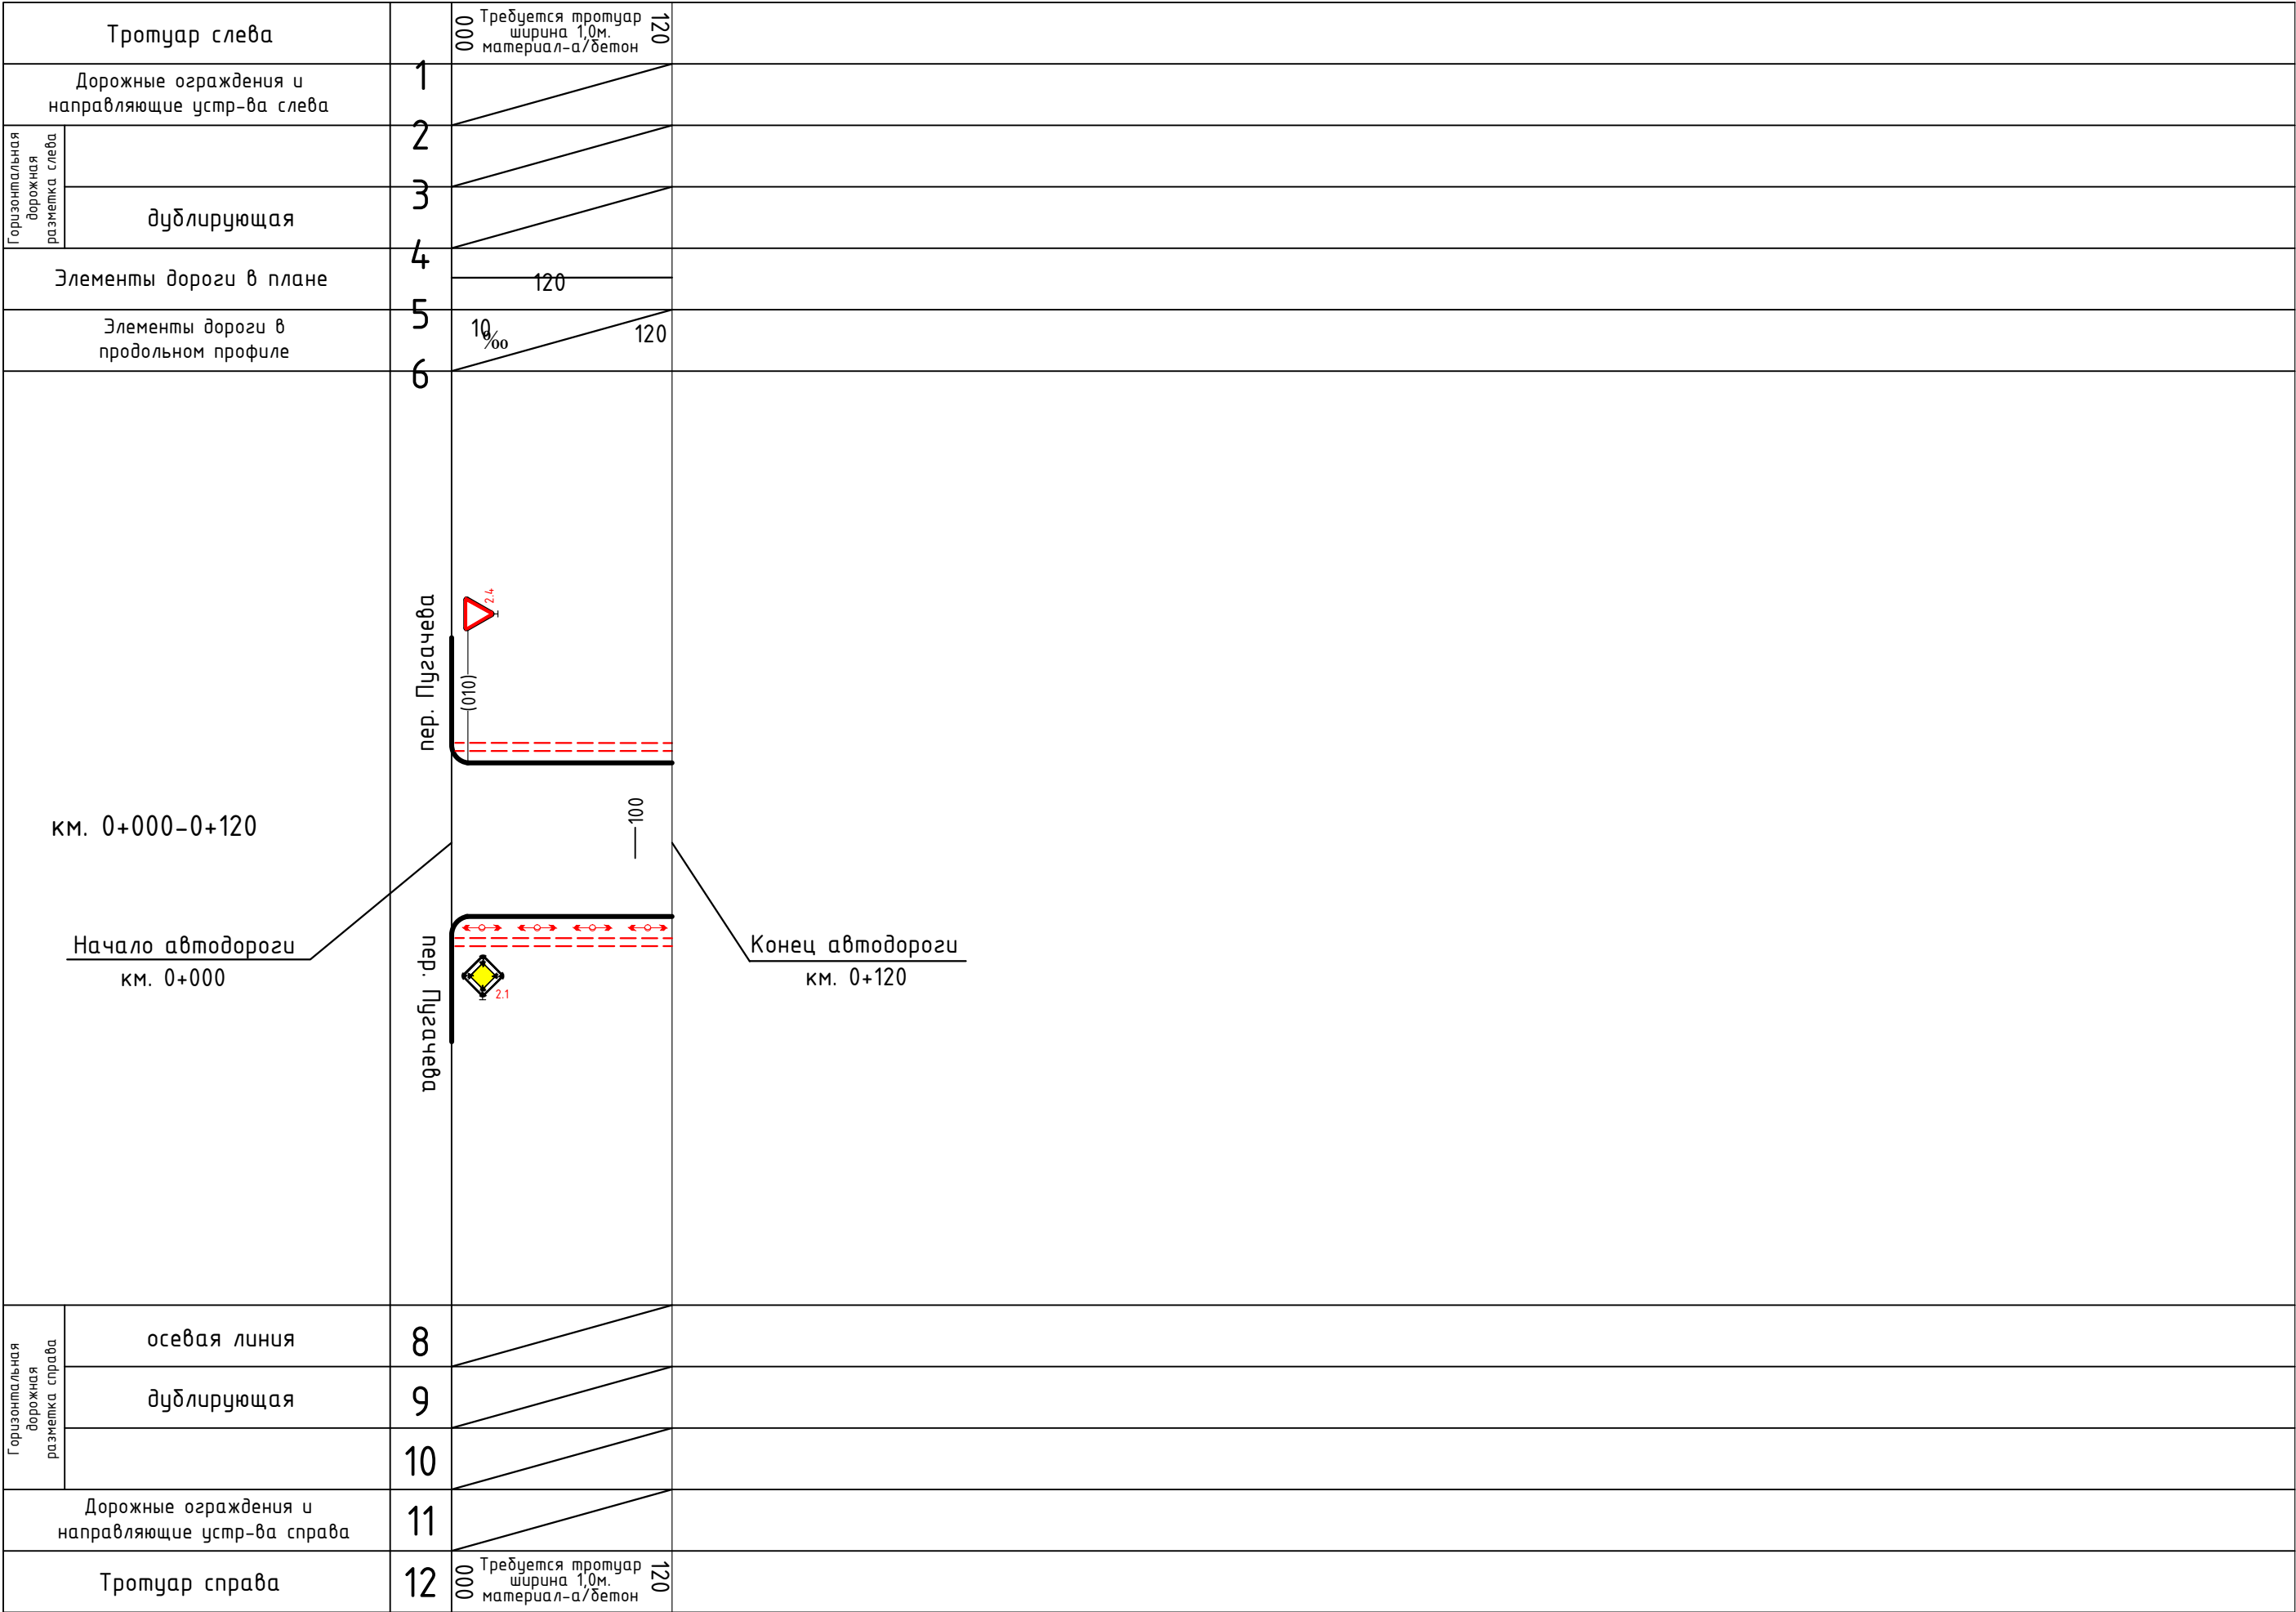 Тротуар слева
000
Требуется тротуар
ширина 1,0м.
материал-а/бетон
120
1
Дорожные ограждения и
направляющие устр-ва слева
2
Горизонтальная
дорожная
разметка слева
3
дублирующая
4
Элементы дороги в плане
120
5
Элементы дороги в
продольном профиле
10
‰
120
6
2.4
пер. Пугачева
(010)
100
км. 0+000-0+120
Начало автодороги
км. 0+000
пер. Пугачева
2.1
Конец автодороги
км. 0+120
Горизонтальная
дорожная
разметка справа
осевая линия
8
дублирующая
9
10
Дорожные ограждения и
направляющие устр-ва справа
11
Тротуар справа
12
000
Требуется тротуар
ширина 1,0м.
материал-а/бетон
120